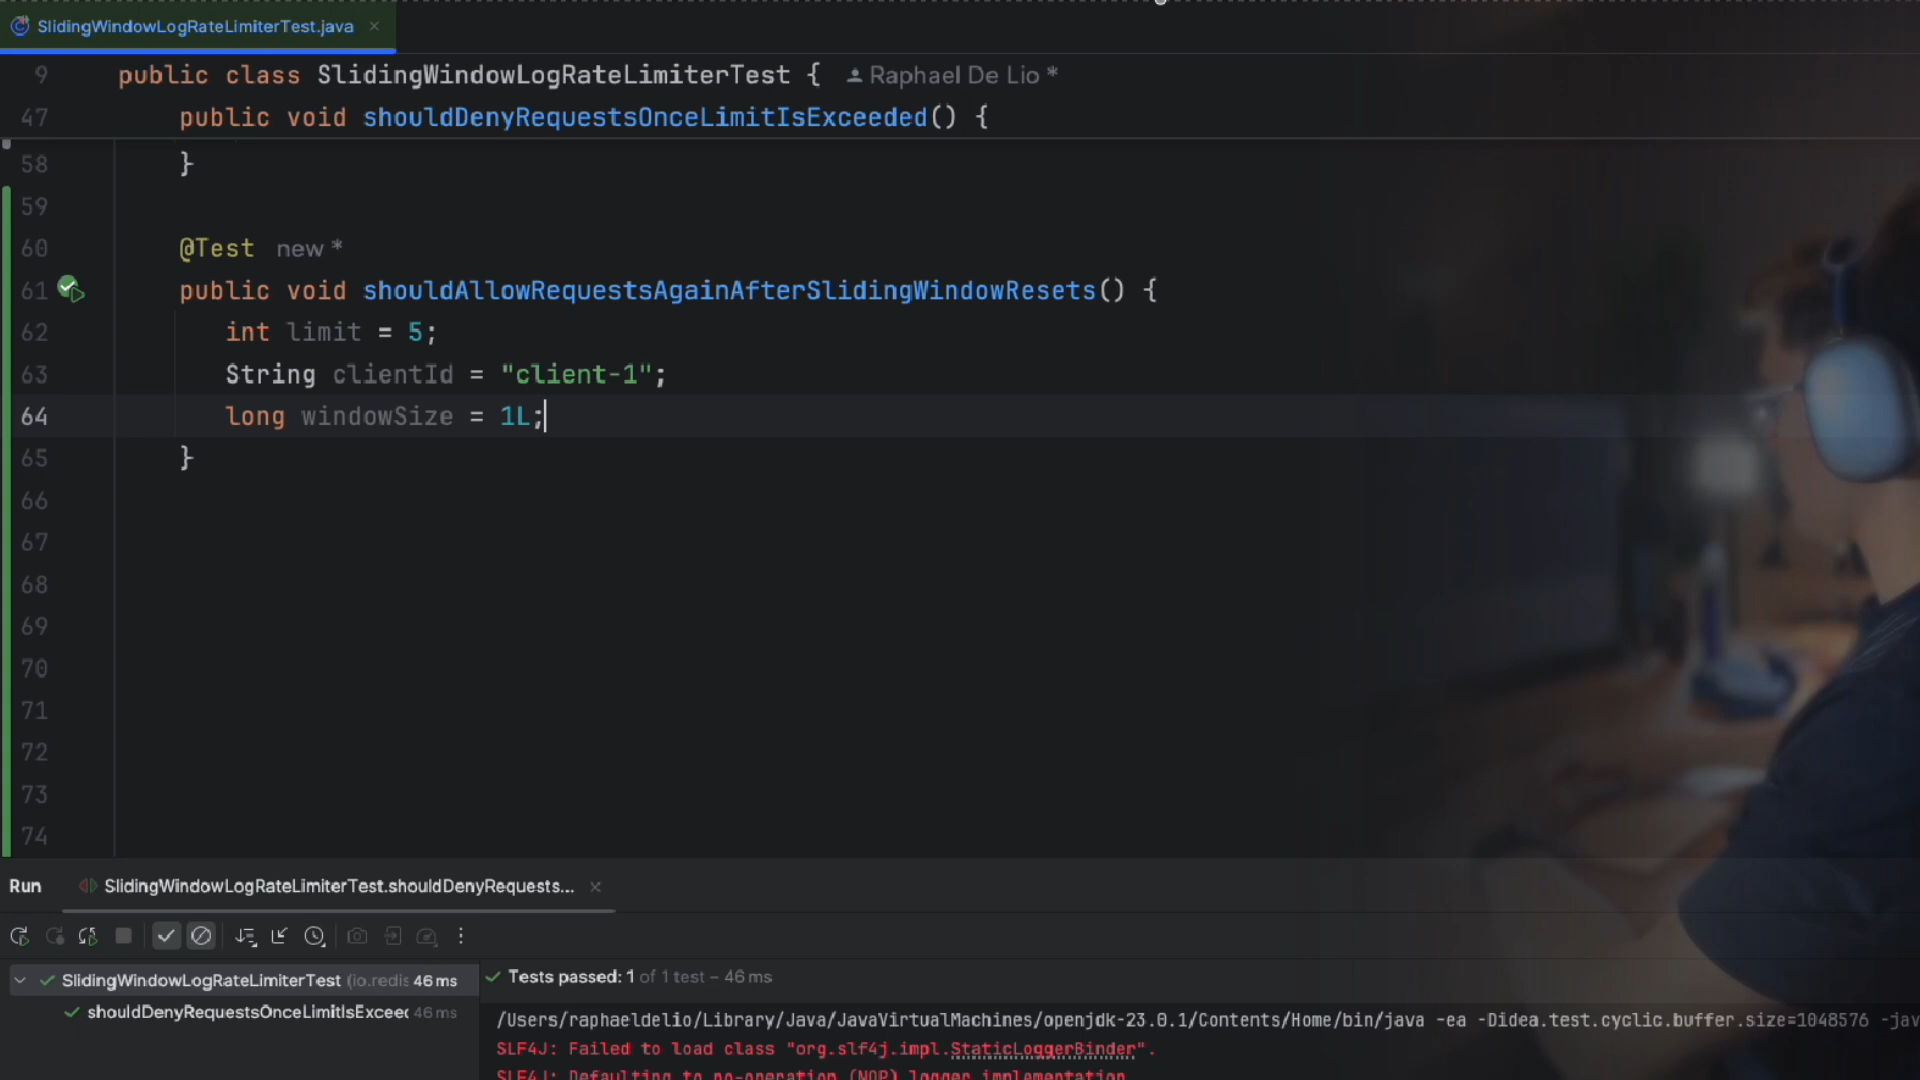 SlidingWindowLogRateLimiterTest.java
9 public class SlidingWindowLogRateLimiterTest { Raphael De Lio *
47 public void shouldDenyRequestsOnceLimitIsExceeded() {
58 }
59
60 @Test new *
61 public void shouldAllowRequestsAgainAfterSlidingWindowResets() {
62 int limit = 5;
63 String clientId = "client-1";
64 long windowSize = 1L;
65 }
66
67
68
69
70
71
72
73
74
Run SlidingWindowLogRateLimiterTest.shouldDenyRequests...
SlidingWindowLogRateLimiterTest (io.redis 46 ms
Tests passed: 1 of 1 test – 46 ms
shouldDenyRequestsOnceLimitIsExceed 46 ms
/Users/raphaeldelio/Library/Java/JavaVirtualMachines/openjdk-23.0.1/Contents/Home/bin/java -ea -Didea.test.cyclic.buffer.size=1048576 -jav
SLF4J: Failed to load class "org.slf4j.impl.StaticLoggerBinder".
SLF4J: Defaulting to no-operation (NOP) logger implementation